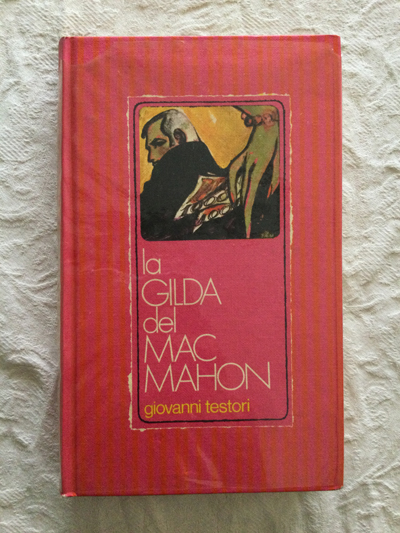 la
GILDA
del
MAC
MAHON
giovanni testori